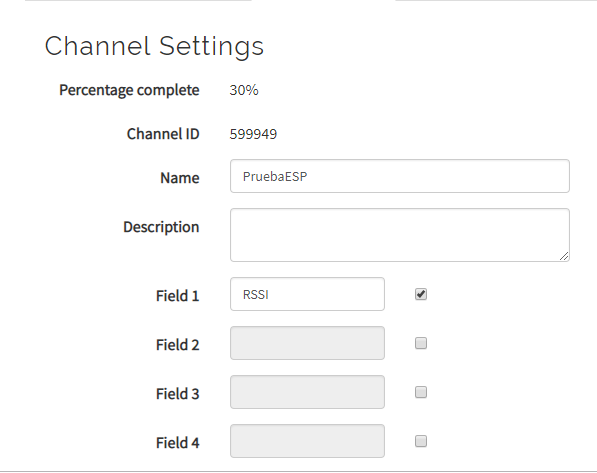 Channel Settings
Percentage complete 30%
Channel ID 599949
Name PruebaESP
Description
Field 1 RSSI
Field 2
Field 3
Field 4